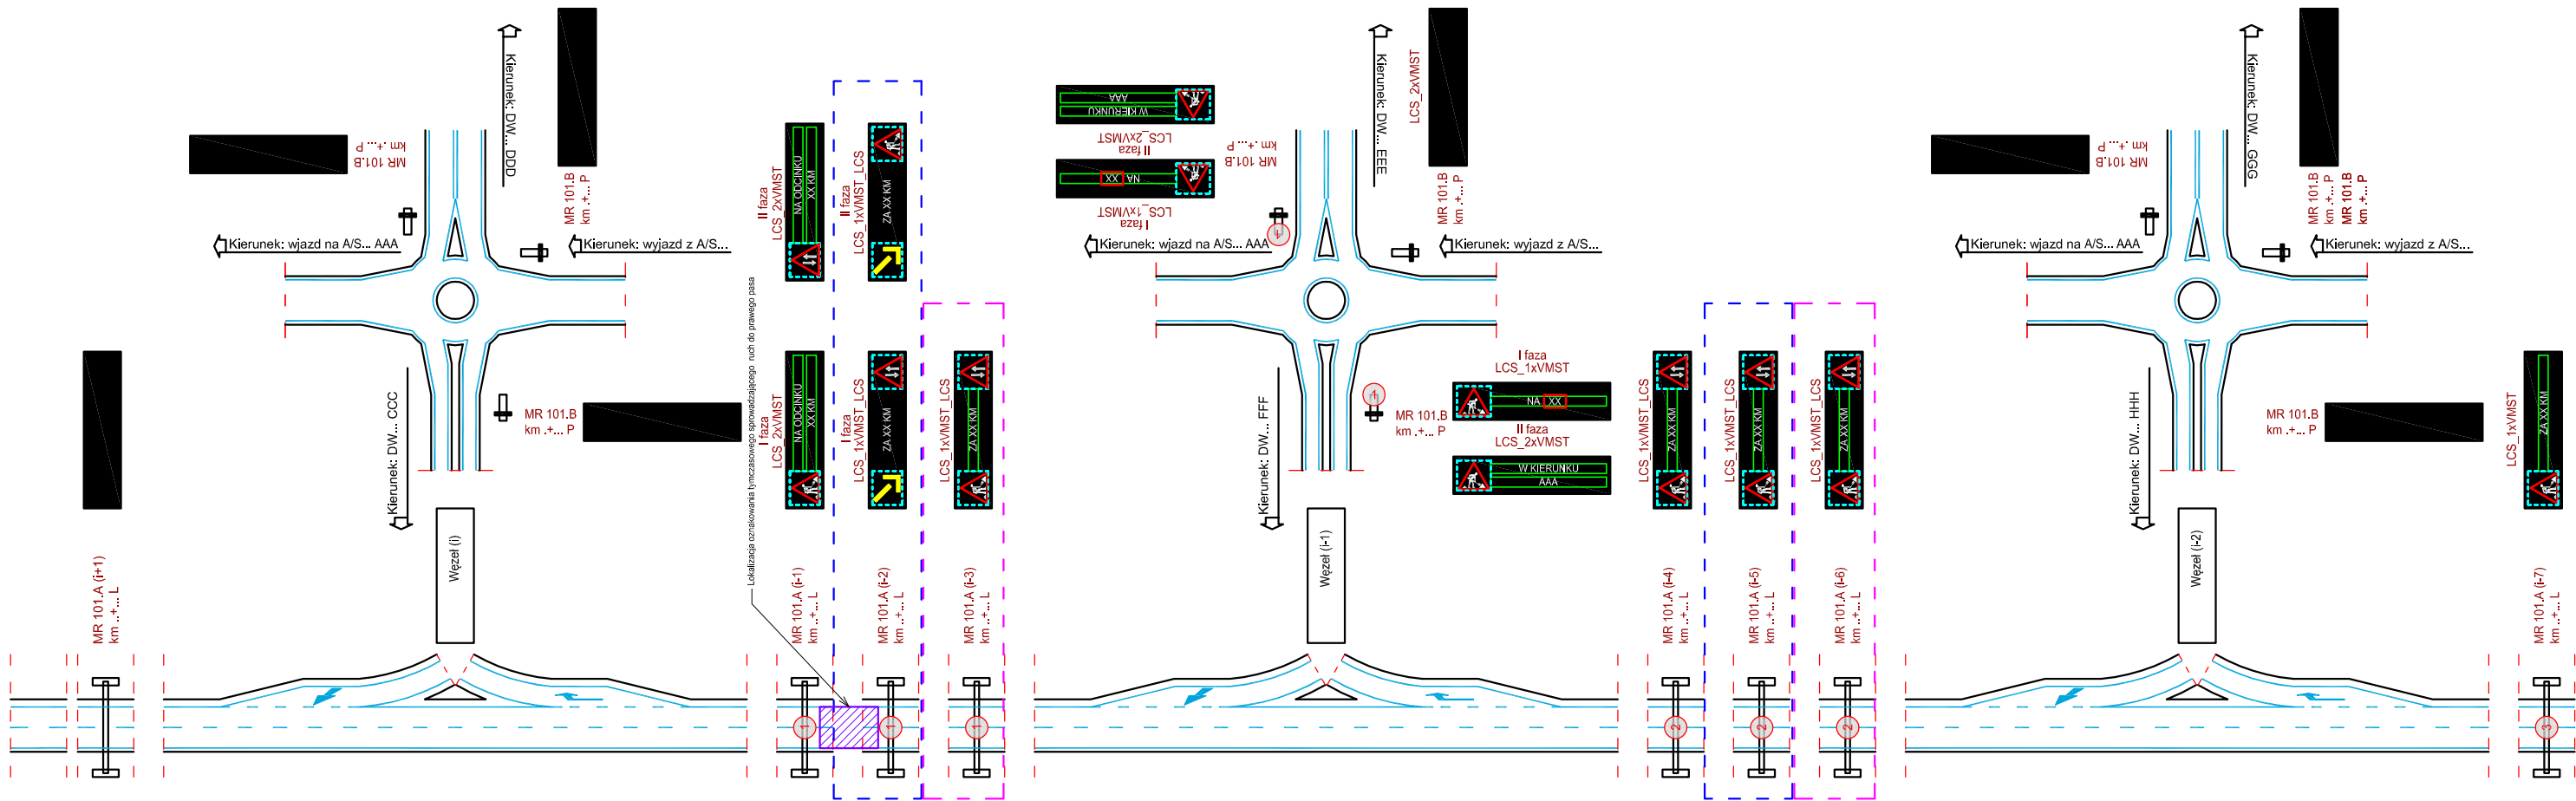 Kierunek: DW... DDD
MR 101.B
km .+... P
MR 101.B
km .+... P
Kierunek: wjazd na A/S... AAA
Kierunek: wyjazd z A/S...
Kierunek: DW... CCC
MR 101.B
km .+... P
Węzeł (i)
MR 101.A (i+1)
km ..+... L
II faza
LCS_2xVMST
NA ODCINKU
XX KM
II faza
LCS_1xVMST_LCS
ZA XX KM
I faza
LCS_2xVMST
NA ODCINKU
XX KM
I faza
LCS_1xVMST_LCS
ZA XX KM
LCS_1xVMST_LCS
ZA XX KM
Lokalizacja oznakowania tymczasowego sprowadzającego ruch do prawego pasa
MR 101.A (i-1)
km ..+... L
MR 101.A (i-2)
km ..+... L
MR 101.A (i-3)
km ..+... L
1
1
1
W KIERUNKU
AAA
II faza
LCS_2xVMST
NA XX
I faza
LCS_1xVMST
MR 101.B
km .+... P
Kierunek: DW... EEE
LCS_2xVMST
MR 101.B
km .+... P
Kierunek: wjazd na A/S... AAA
1
Kierunek: wyjazd z A/S...
Kierunek: DW... FFF
1
MR 101.B
km .+... P
I faza
LCS_1xVMST
NA XX
II faza
LCS_2xVMST
W KIERUNKU
AAA
Węzeł (i-1)
LCS_1xVMST_LCS
ZA XX KM
LCS_1xVMST_LCS
ZA XX KM
LCS_1xVMST_LCS
ZA XX KM
MR 101.A (i-4)
km ..+... L
MR 101.A (i-5)
km ..+... L
MR 101.A (i-6)
km ..+... L
2
2
2
Kierunek: DW... GGG
MR 101.B
km .+... P
MR 101.B
km .+... P
MR 101.B
km .+... P
Kierunek: wjazd na A/S... AAA
Kierunek: wyjazd z A/S...
Kierunek: DW... HHH
MR 101.B
km .+... P
Węzeł (i-2)
LCS_1xVMST
ZA XX KM
MR 101.A (i-7)
km ..+... L
3